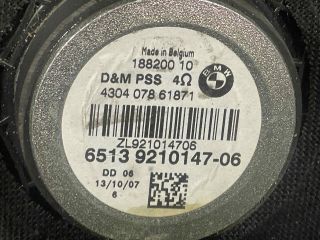 Made in Belgium
188200 10
D&M PSS 4Ω
BMW
4304 078 61871
ZL921014706
6513 9210147-06
DD 06
13/10/07
6